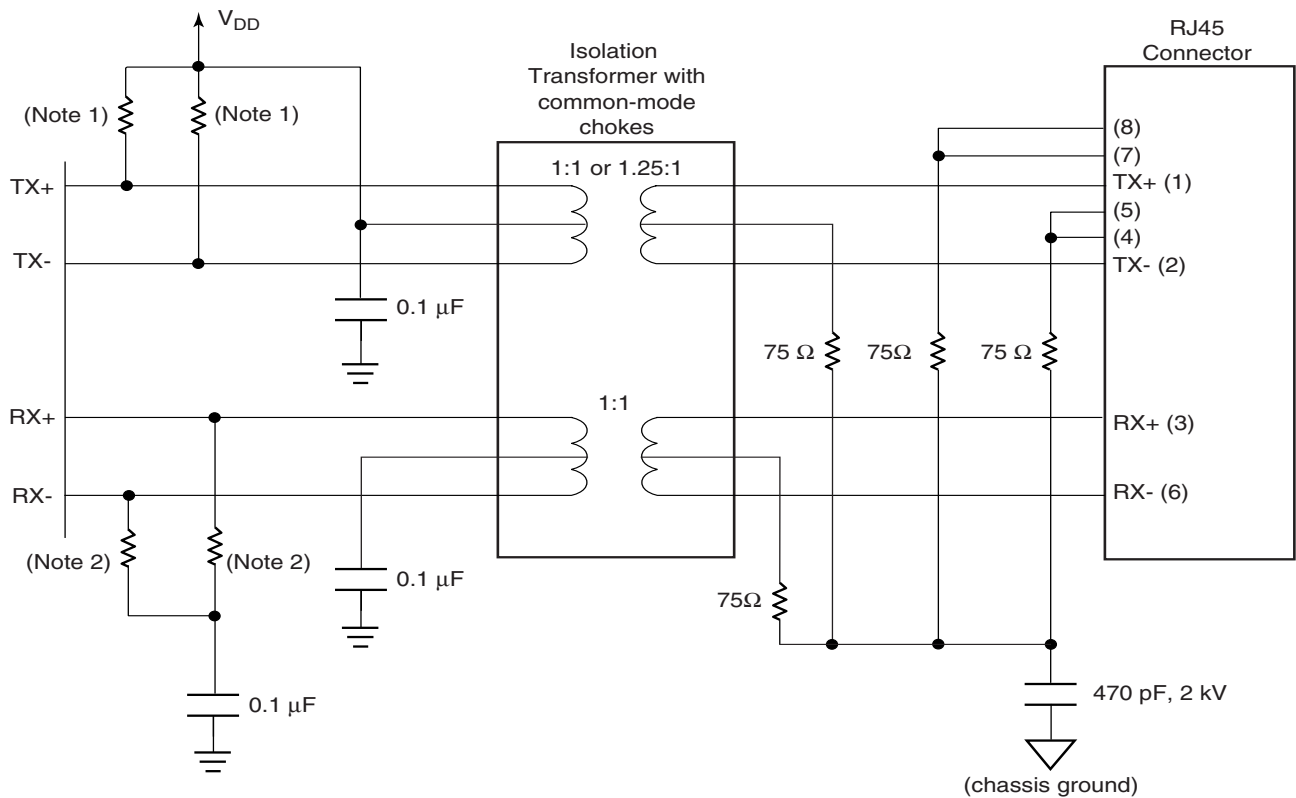 V_DD
(Note 1)
(Note 1)
TX+
TX-
0.1 µF
RX+
RX-
(Note 2)
(Note 2)
0.1 µF
0.1 µF
Isolation
Transformer with
common-mode
chokes
1:1 or 1.25:1
1:1
75 Ω
75Ω
75 Ω
75Ω
RJ45
Connector
(8)
(7)
TX+ (1)
(5)
(4)
TX- (2)
RX+ (3)
RX- (6)
470 pF, 2 kV
(chassis ground)